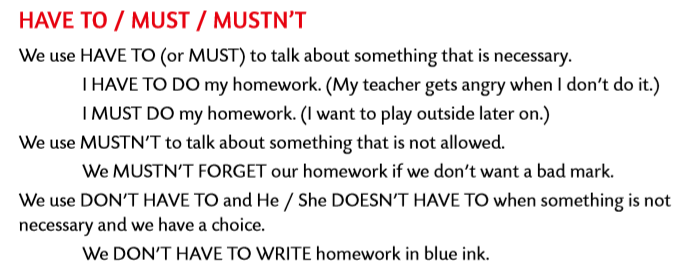 HAVE TO / MUST / MUSTN'T
We use HAVE TO (or MUST) to talk about something that is necessary.
I HAVE TO DO my homework. (My teacher gets angry when I don't do it.)
I MUST DO my homework. (I want to play outside later on.)
We use MUSTN'T to talk about something that is not allowed.
We MUSTN'T FORGET our homework if we don't want a bad mark.
We use DON'T HAVE TO and He / She DOESN'T HAVE TO when something is not
necessary and we have a choice.
We DON'T HAVE TO WRITE homework in blue ink.